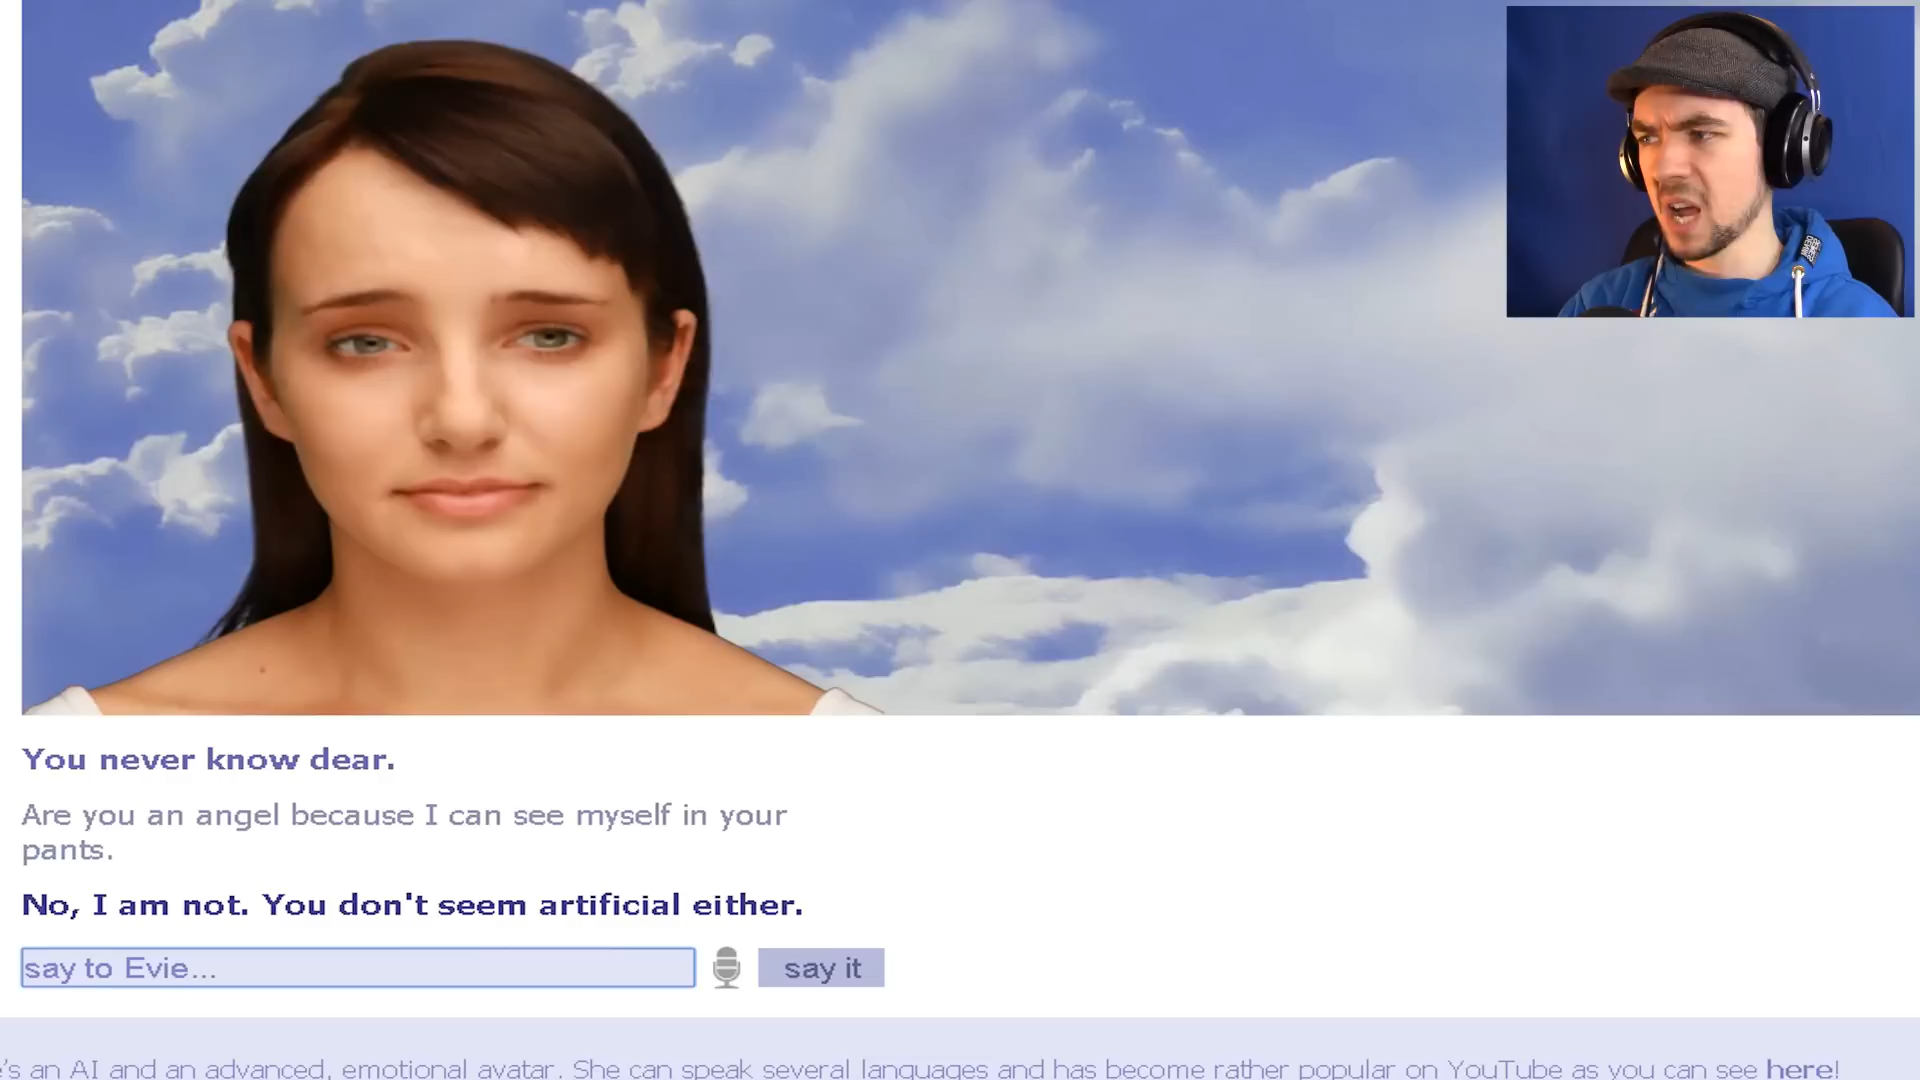 You never know dear.
Are you an angel because I can see myself in your
pants.
No, I am not. You don't seem artificial either.
say to Evie...
say it
's an AI and an advanced, emotional avatar. She can speak several languages and has become rather popular on YouTube as you can see here!